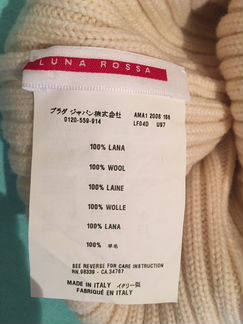 LUNA ROSSA
プラダ ジャパン株式会社 AMA1 2008 188
0120-559-914 LF040 U97
100% LANA
100% WOOL
100% LAINE
100% WOLLE
100% LANA
100% 羊毛
SEE REVERSE FOR CARE INSTRUCTION
RN. 98339 - CA.34787
MADE IN ITALY イタリー製
FABRIQUÉ EN ITALY